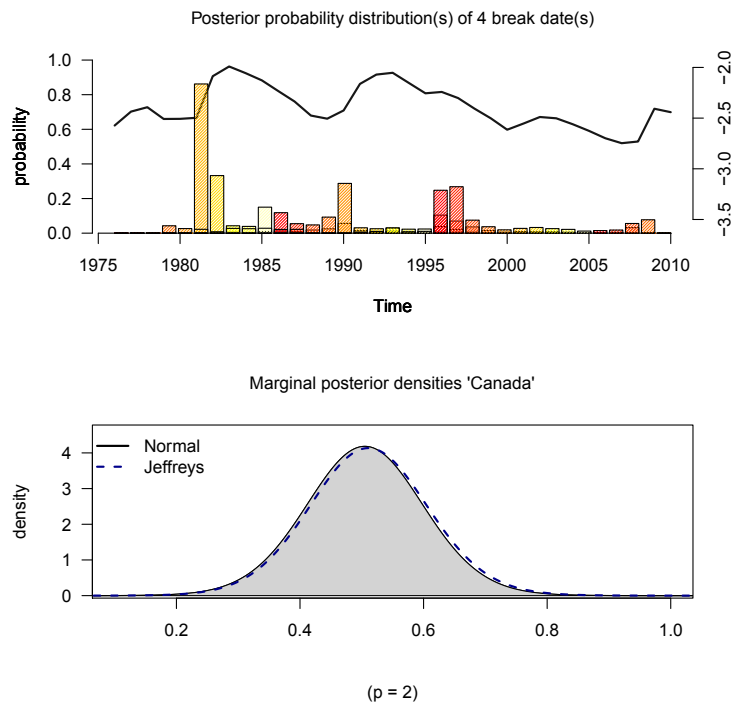 Posterior probability distribution(s) of 4 break date(s)
1.0
0.8
0.6
0.4
0.2
0.0
probability
-2.0
-2.5
-3.0
-3.5
1975 1980 1985 1990 1995 2000 2005 2010
Time
Marginal posterior densities 'Canada'
4
3
2
1
0
density
Normal
Jeffreys
0.2 0.4 0.6 0.8 1.0
(p = 2)